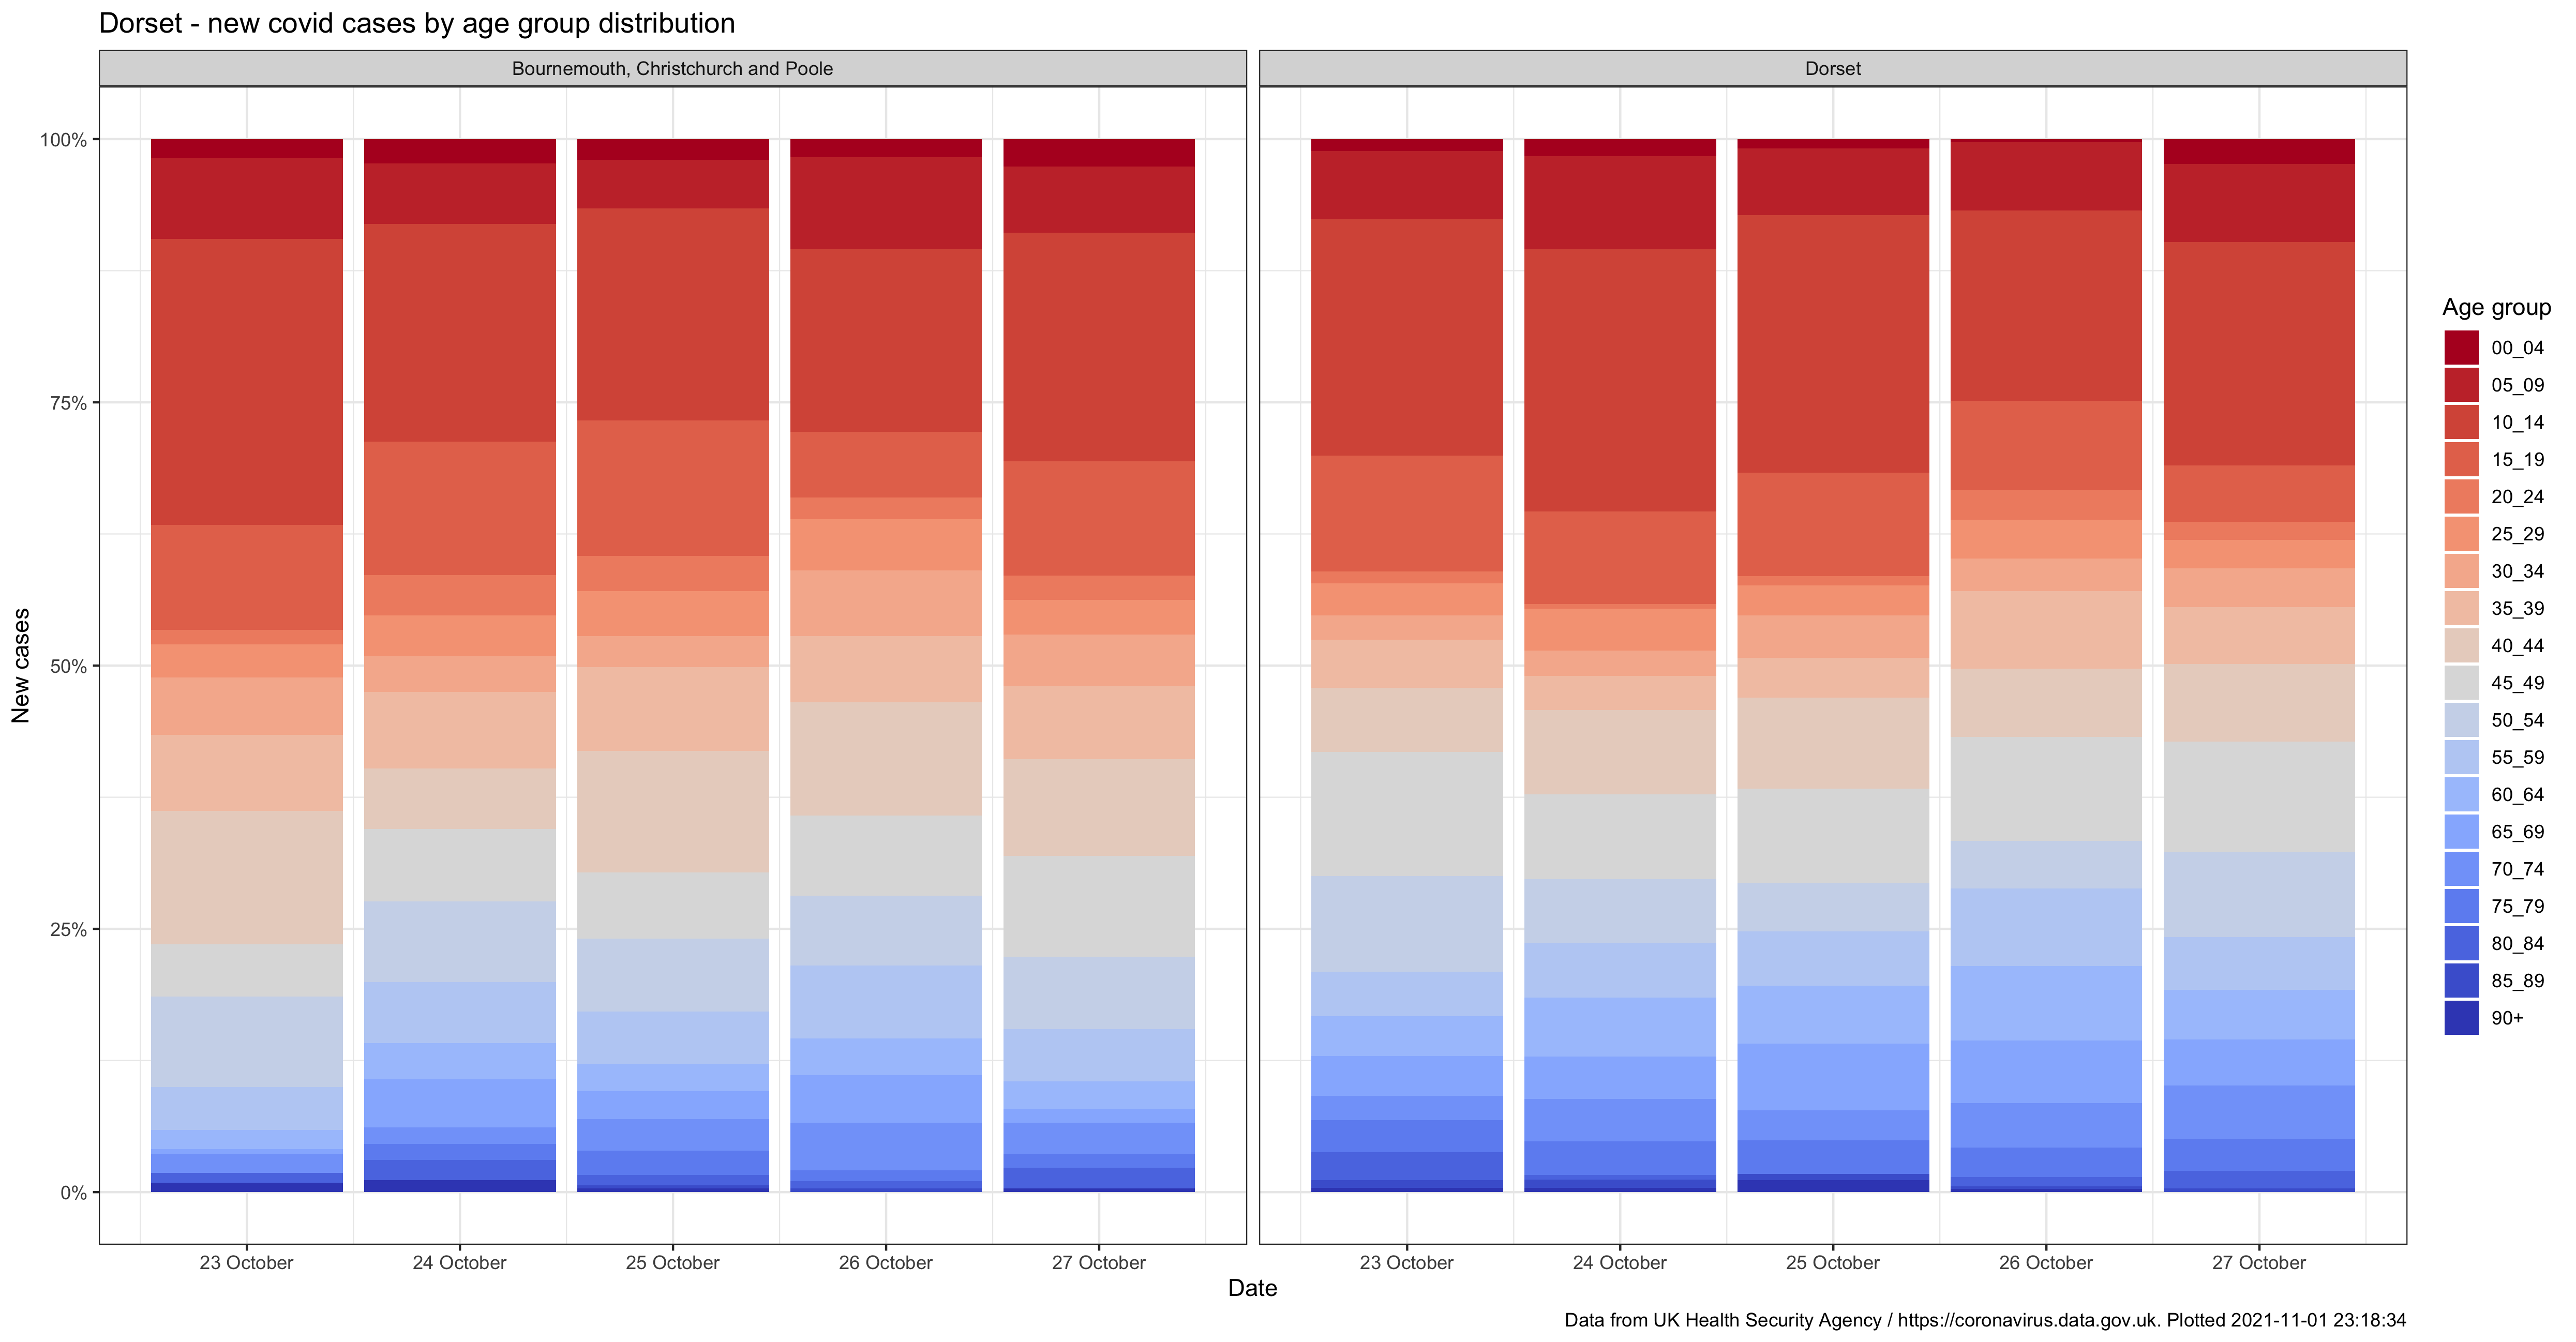 Dorset - new covid cases by age group distribution
Bournemouth, Christchurch and Poole
Dorset
100%
75%
50%
25%
0%
New cases
23 October
24 October
25 October
26 October
27 October
23 October
24 October
25 October
26 October
27 October
Date
Age group
00_04
05_09
10_14
15_19
20_24
25_29
30_34
35_39
40_44
45_49
50_54
55_59
60_64
65_69
70_74
75_79
80_84
85_89
90+
Data from UK Health Security Agency / https://coronavirus.data.gov.uk. Plotted 2021-11-01 23:18:34